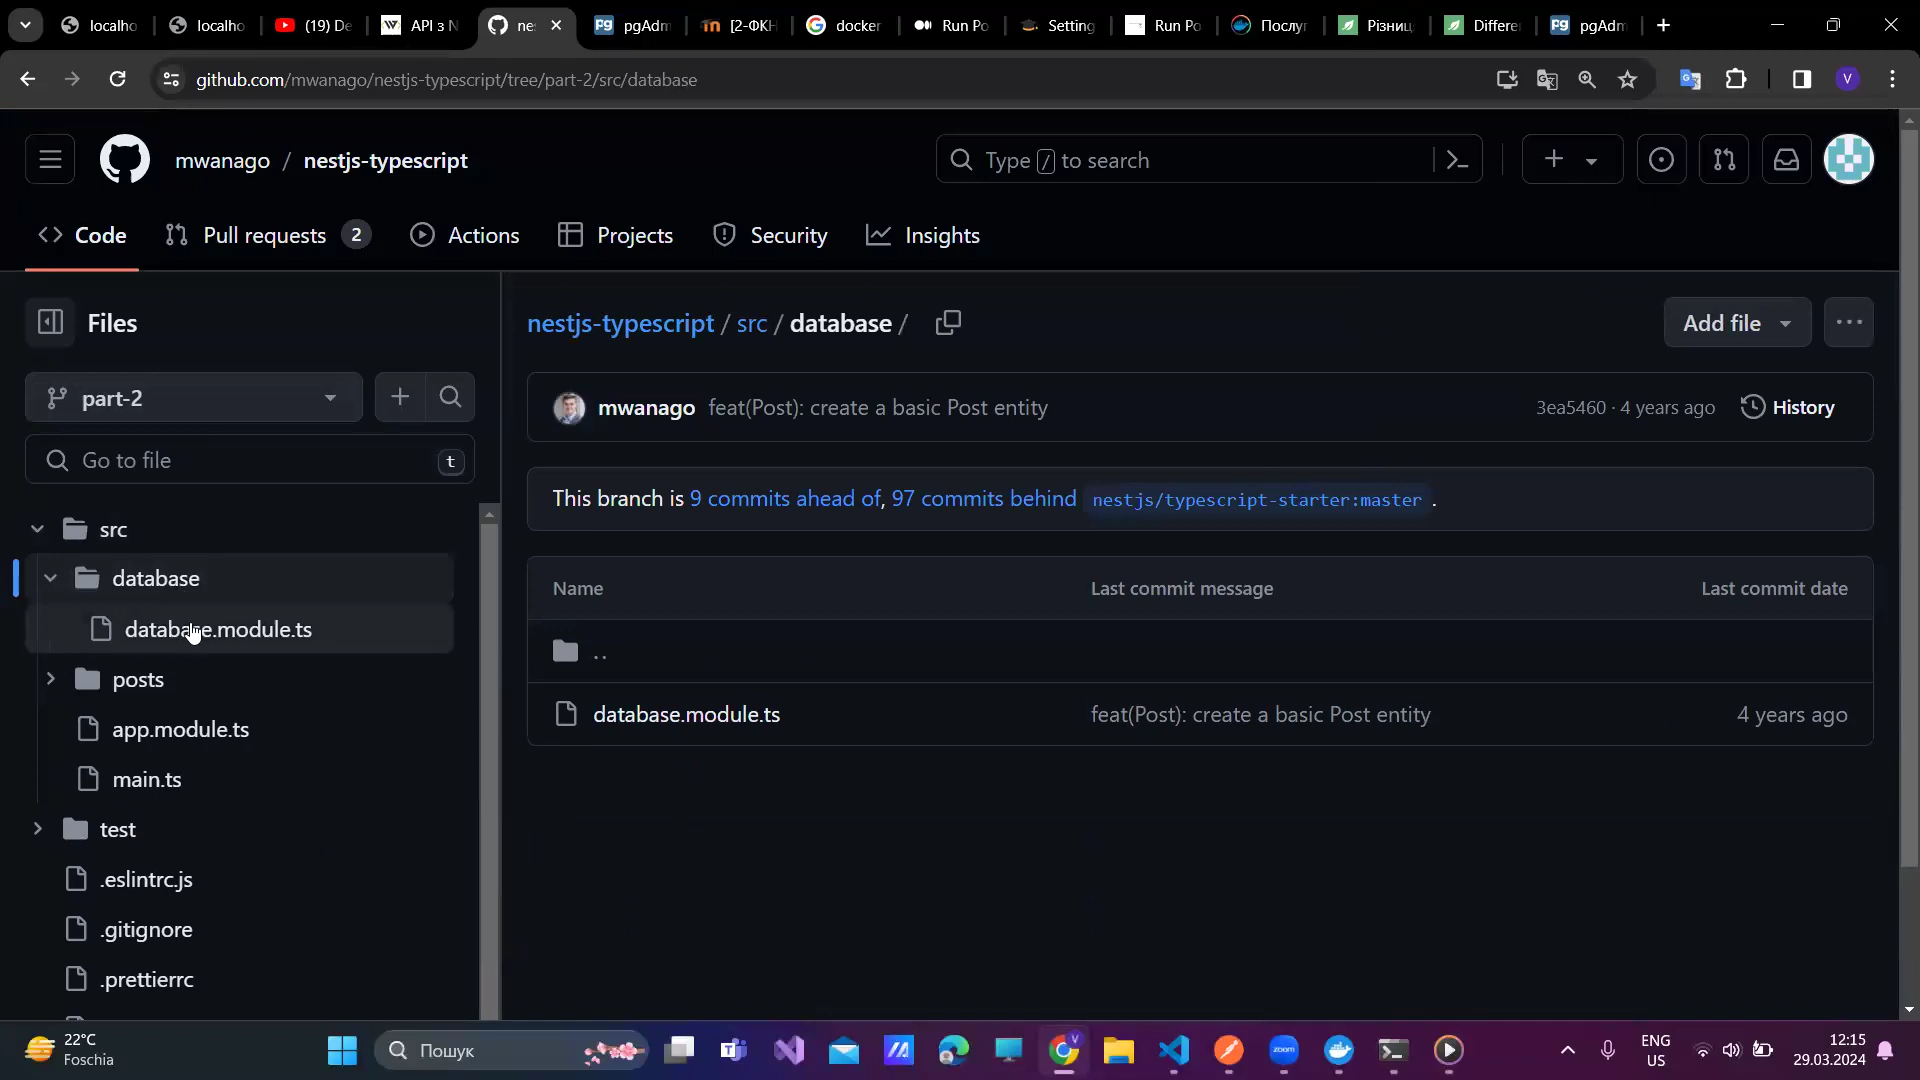 localho
localho
(19) De
API з N
nes
pgAdm
[2-ФКН
docker
Run Po
Setting
Run Po
Послуг
Різниц
Differen
pgAdm
github.com/mwanago/nestjs-typescript/tree/part-2/src/database
V
mwanago / nestjs-typescript
Type / to search
Code
Pull requests 2
Actions
Projects
Security
Insights
Files
nestjs-typescript / src / database /
Add file
part-2
mwanago feat(Post): create a basic Post entity
3ea5460 · 4 years ago
History
Go to file
t
This branch is 9 commits ahead of, 97 commits behind nestjs/typescript-starter:master .
src
database
Name
Last commit message
Last commit date
database.module.ts
..
posts
database.module.ts
feat(Post): create a basic Post entity
4 years ago
app.module.ts
main.ts
test
.eslintrc.js
.gitignore
.prettierrc
22°C
Foschia
Пошук
zoom
ENG
US
12:15
29.03.2024